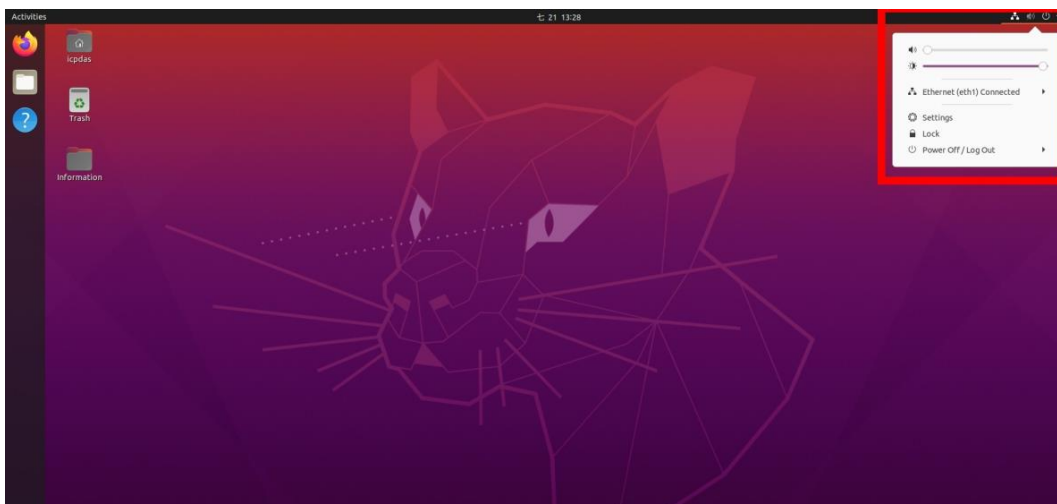 Activities
七 21 13:28
icpdas
Trash
Information
Ethernet (eth1) Connected
Settings
Lock
Power Off / Log Out